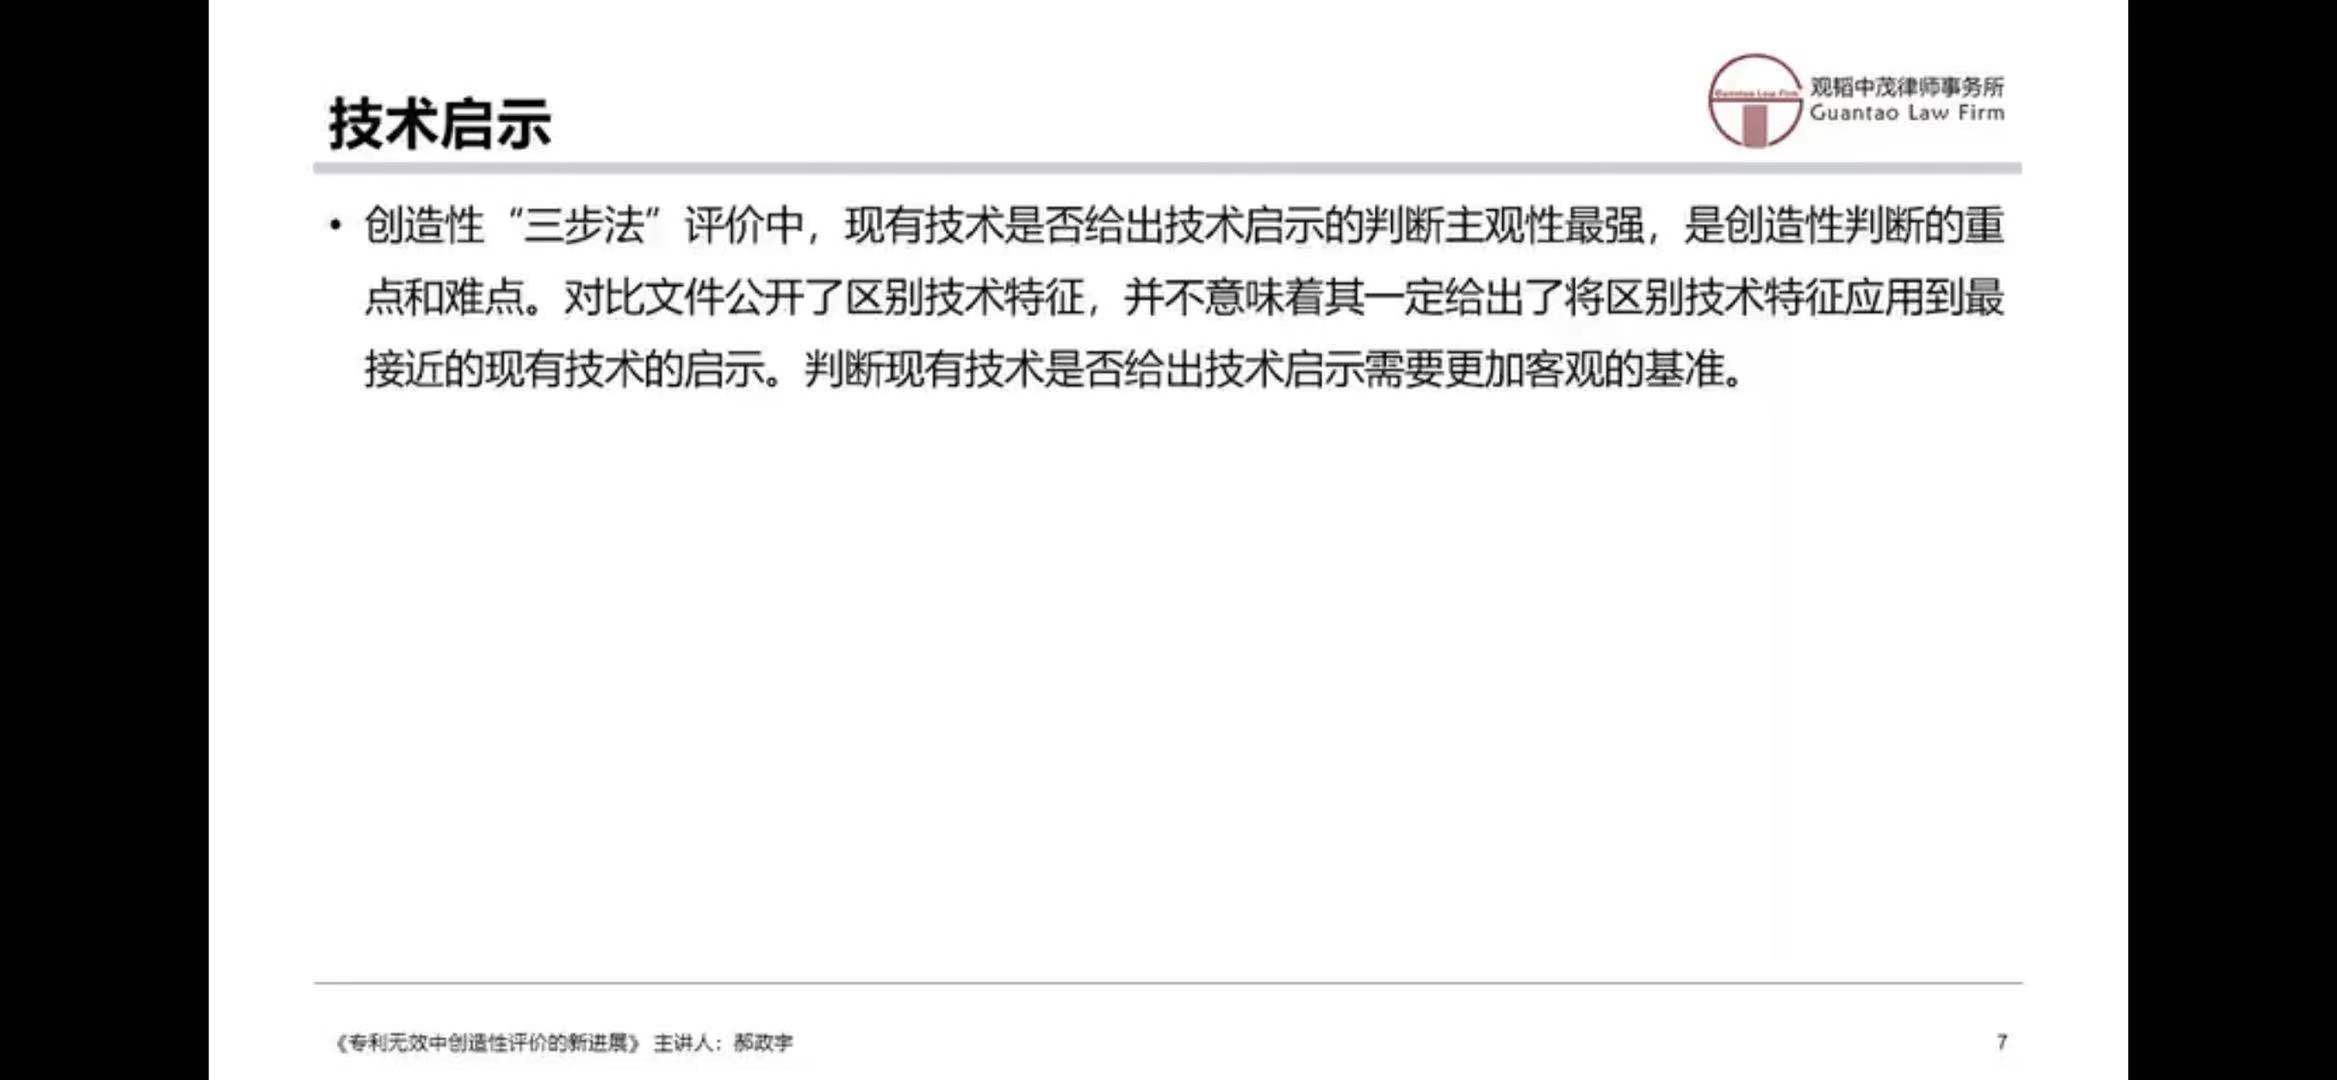 技术启示
Guantao Law Firm
观韬中茂律师事务所
Guantao Law Firm
• 创造性“三步法”评价中，现有技术是否给出技术启示的判断主观性最强，是创造性判断的重
点和难点。对比文件公开了区别技术特征，并不意味着其一定给出了将区别技术特征应用到最
接近的现有技术的启示。判断现有技术是否给出技术启示需要更加客观的基准。
《专利无效中创造性评价的新进展》 主讲人：郝政宇
7